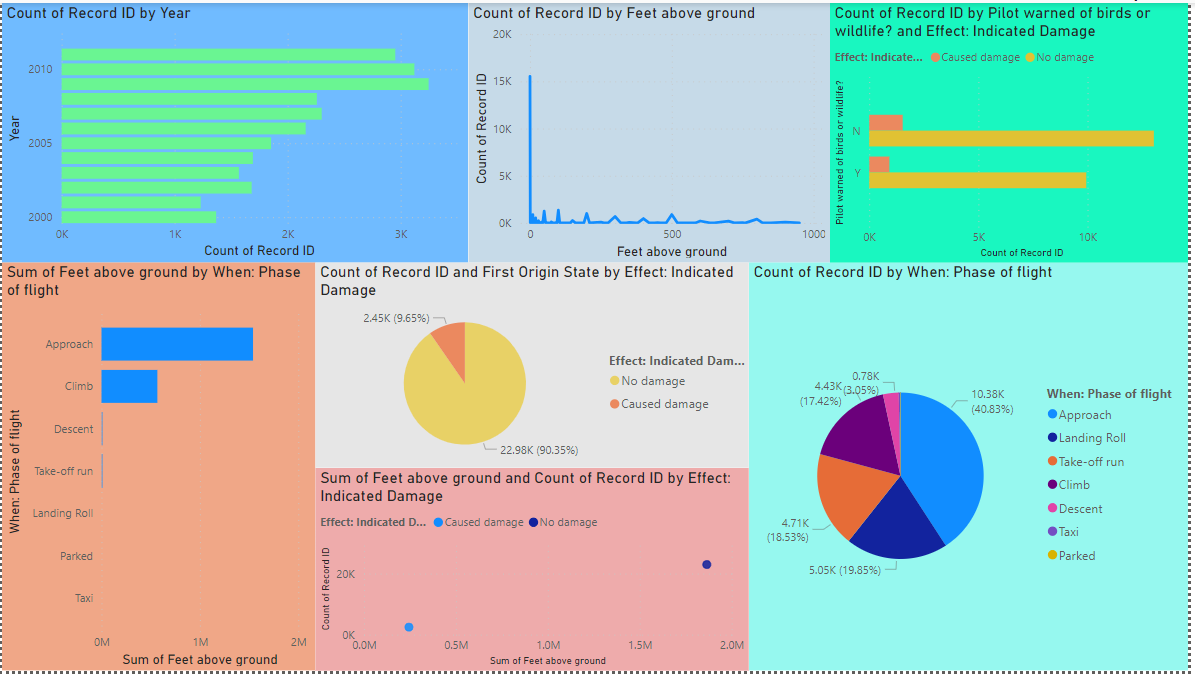 Count of Record ID by Year
2010
2005
2000
Year
0K
1K
2K
3K
Count of Record ID
Count of Record ID by Feet above ground
20K
15K
10K
5K
0K
Count of Record ID
0
500
1000
Feet above ground
Count of Record ID by Pilot warned of birds or
wildlife? and Effect: Indicated Damage
Effect: Indicate...
Caused damage
No damage
Pilot warned of birds or wildlife?
N
Y
0K
5K
10K
Count of Record ID
Sum of Feet above ground by When: Phase
of flight
When: Phase of flight
Approach
Climb
Descent
Take-off run
Landing Roll
Parked
Taxi
0M
1M
2M
Sum of Feet above ground
Count of Record ID and First Origin State by Effect: Indicated
Damage
2.45K (9.65%)
22.98K (90.35%)
Effect: Indicated Dam...
No damage
Caused damage
Sum of Feet above ground and Count of Record ID by Effect:
Indicated Damage
Effect: Indicated D...
Caused damage
No damage
Count of Record ID
20K
0K
0.0M
0.5M
1.0M
1.5M
2.0M
Sum of Feet above ground
Count of Record ID by When: Phase of flight
0.78K
(3.05%)
4.43K
(17.42%)
10.38K
(40.83%)
4.71K
(18.53%)
5.05K (19.85%)
When: Phase of flight
Approach
Landing Roll
Take-off run
Climb
Descent
Taxi
Parked